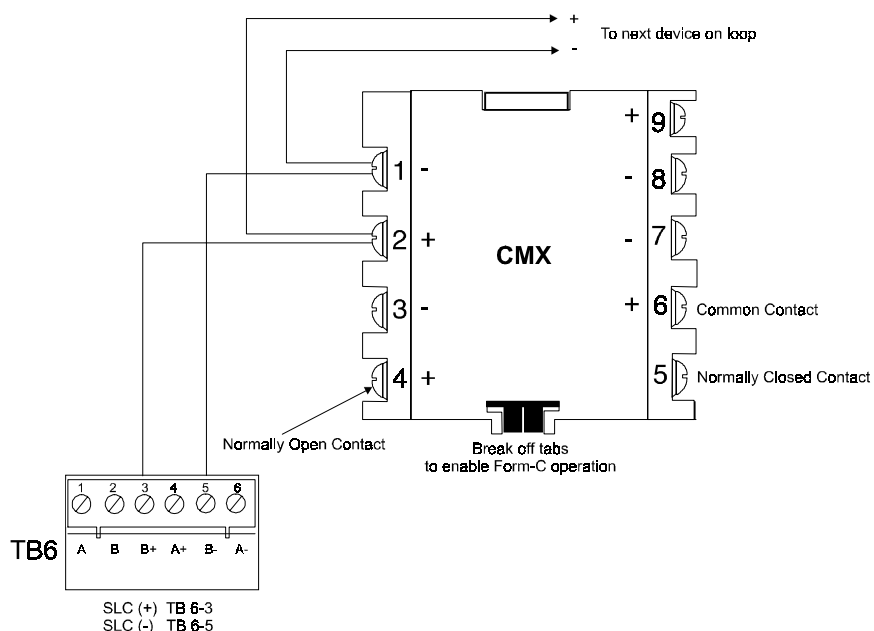 +
To next device on loop
-
+ 9
1 -
- 8
2 +
- 7
CMX
3 -
+ 6
Common Contact
4 +
5
Normally Closed Contact
Normally Open Contact
Break off tabs
to enable Form-C operation
1 2 3 4 5 6
TB6
A B B+ A+ B- A-
SLC (+) TB 6-3
SLC (-) TB 6-5